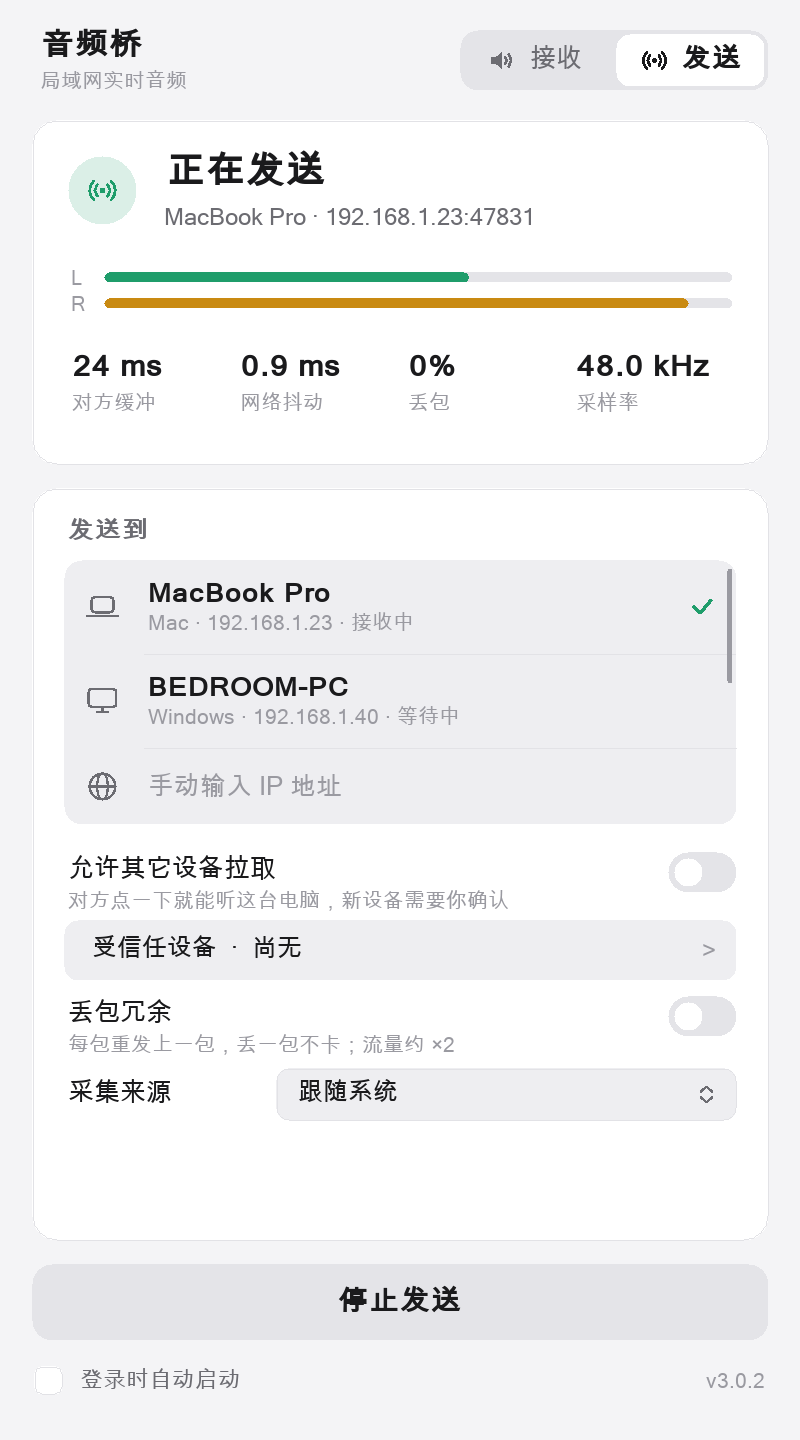 音频桥
局域网实时音频
接收
发送
正在发送
MacBook Pro · 192.168.1.23:47831
L
R
24 ms
0.9 ms
0%
48.0 kHz
对方缓冲
网络抖动
丢包
采样率
发送到
MacBook Pro
Mac · 192.168.1.23 · 接收中
BEDROOM-PC
Windows · 192.168.1.40 · 等待中
手动输入 IP 地址
允许其它设备拉取
对方点一下就能听这台电脑，新设备需要你确认
受信任设备 · 尚无 >
丢包冗余
每包重发上一包，丢一包不卡；流量约 ×2
采集来源
跟随系统
停止发送
登录时自动启动
v3.0.2